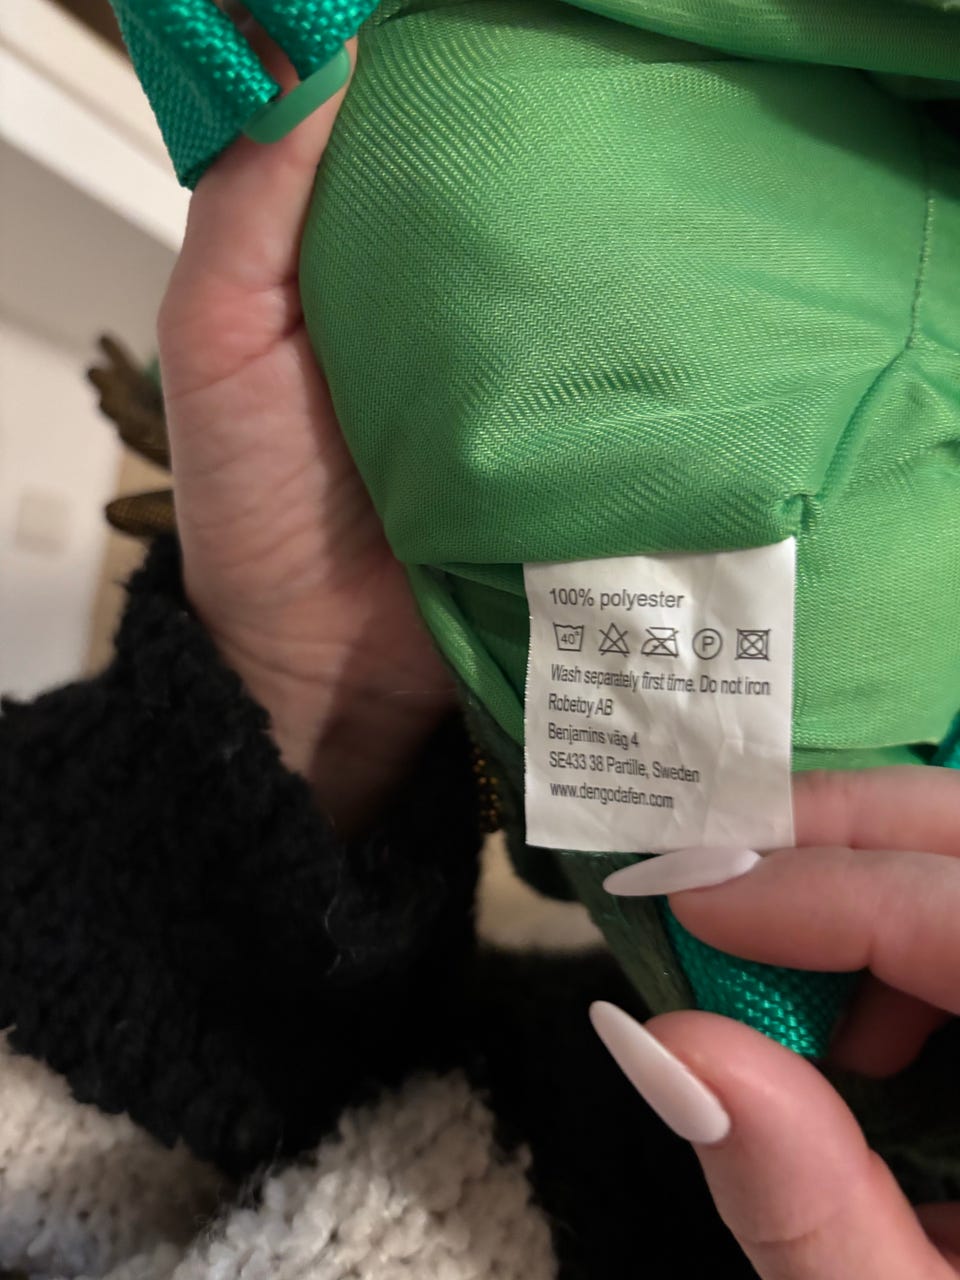 100% polyester
40° P
Wash separately first time. Do not iron
Robetoy AB
Benjamins väg 4
SE433 38 Partille, Sweden
www.dengodafen.com